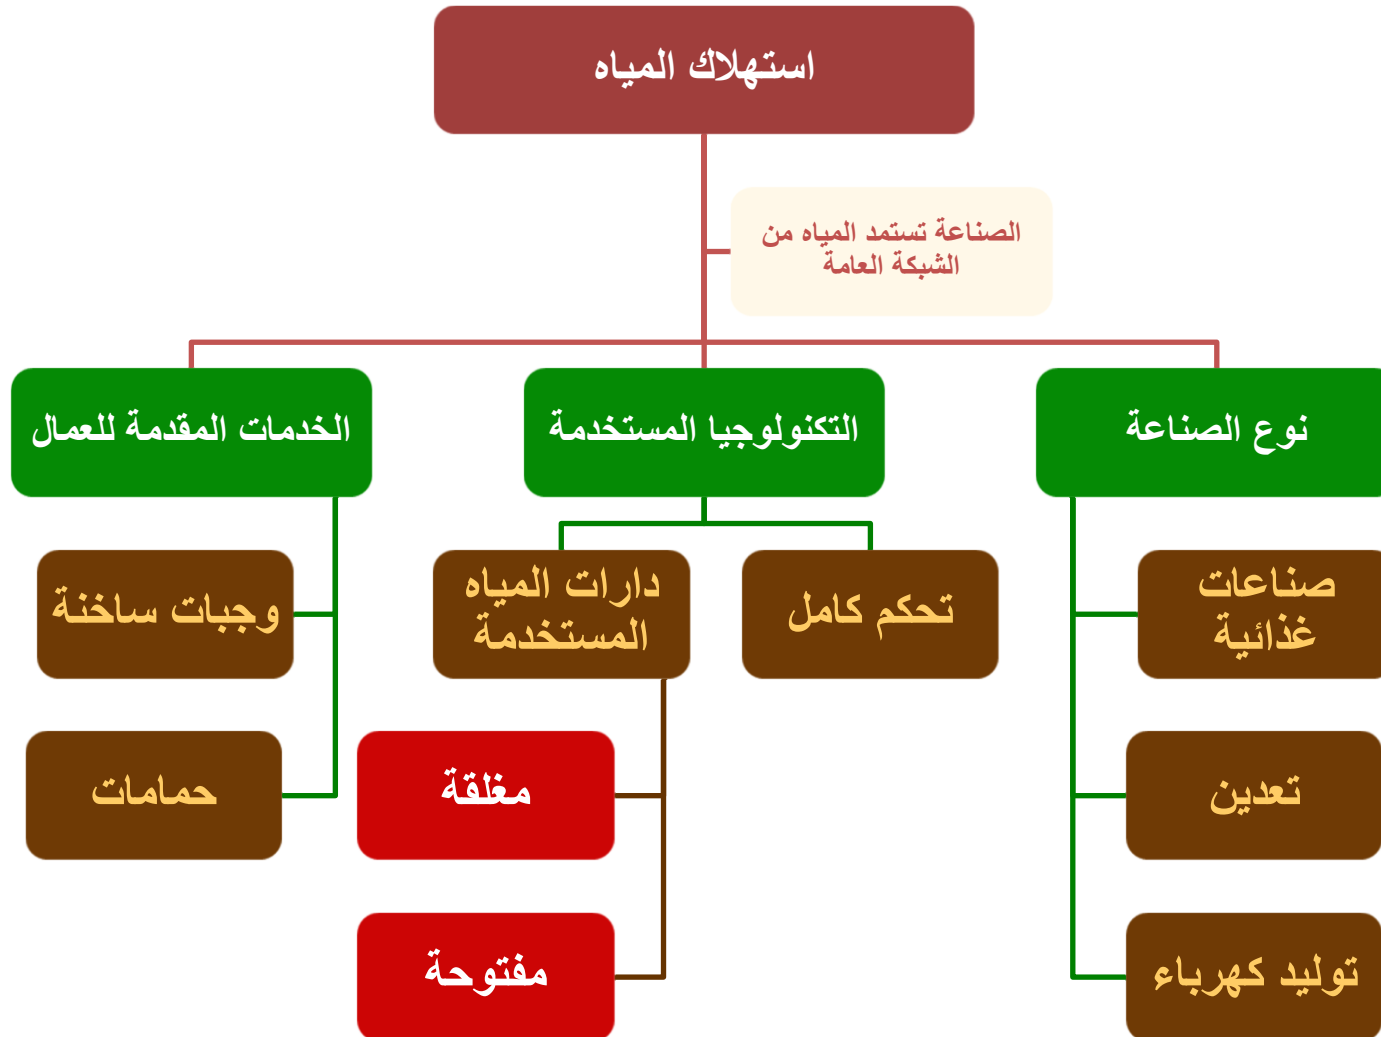 استهلاك المياه
الصناعة تستمد المياه من
الشبكة العامة
نوع الصناعة
التكنولوجيا المستخدمة
الخدمات المقدمة للعمال
صناعات
غذائية
تحكم كامل
دارات المياه
المستخدمة
وجبات ساخنة
تعدين
مغلقة
حمامات
توليد كهرباء
مفتوحة